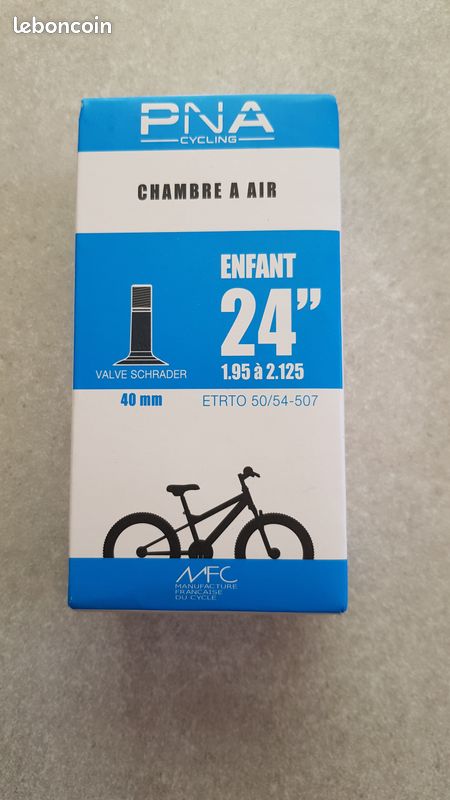 leboncoin
PNA
CYCLING
CHAMBRE A AIR
ENFANT
24”
1.95 à 2.125
VALVE SCHRADER
40 mm
ETRTO 50/54-507
MFC
MANUFACTURE
FRANCAISE
DU CYCLE